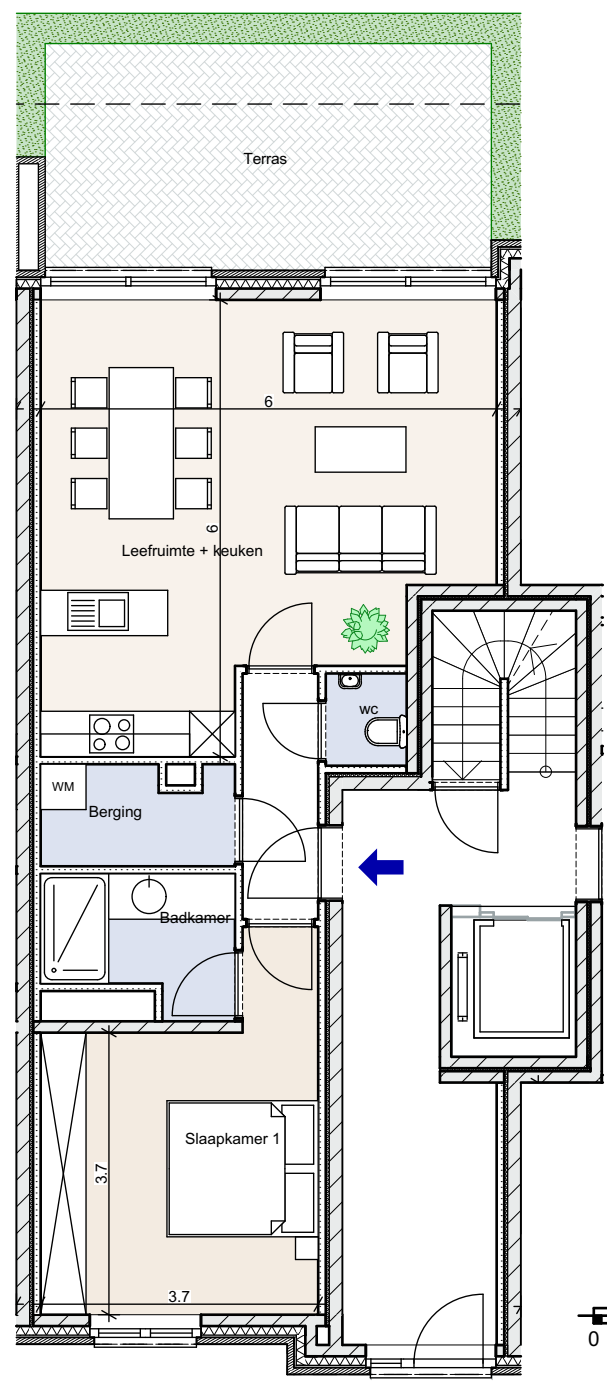 Terras
6
6
Leefruimte + keuken
wc
WM
Berging
Badkamer
Slaapkamer 1
3.7
3.7
0